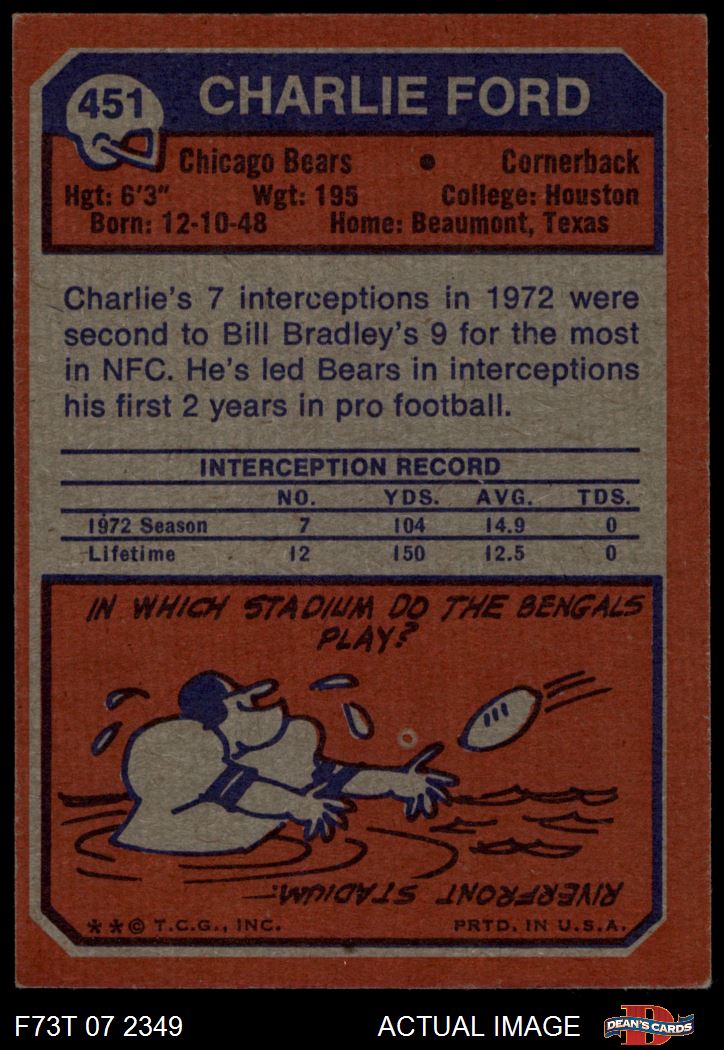 451
CHARLIE FORD
Chicago Bears • Cornerback
Hgt: 6'3" Wgt: 195 College: Houston
Born: 12-10-48 Home: Beaumont, Texas
Charlie's 7 interceptions in 1972 were
second to Bill Bradley's 9 for the most
in NFC. He's led Bears in interceptions
his first 2 years in pro football.
INTERCEPTION RECORD
NO. YDS. AVG. TDS.
1972 Season 7 104 14.9 0
Lifetime 12 150 12.5 0
IN WHICH STADIUM DO THE BENGALS
PLAY?
RIVERFRONT STADIUM.
**© T.C.G., INC. PRTD. IN U.S.A.
F73T 07 2349 ACTUAL IMAGE D DEAN'S CARDS